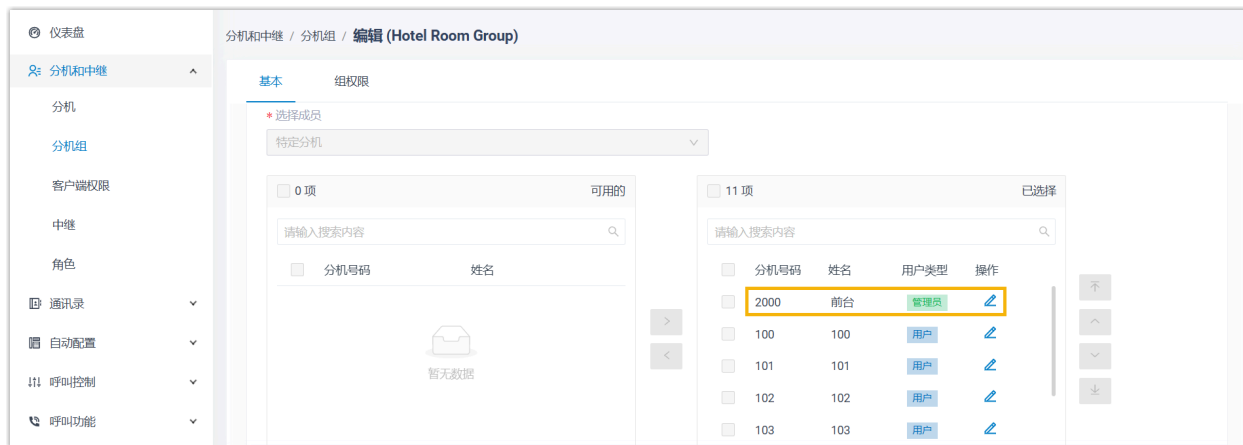 仪表盘
分机和中继
分机
分机组
客户端权限
中继
角色
通讯录
自动配置
呼叫控制
呼叫功能
分机和中继 / 分机组 / 编辑 (Hotel Room Group)
基本 组权限
* 选择成员
特定分机
0 项 可用的
请输入搜索内容
分机号码 姓名
暂无数据
11 项 已选择
请输入搜索内容
分机号码 姓名 用户类型 操作
2000 前台 管理员
100 100 用户
101 101 用户
102 102 用户
103 103 用户